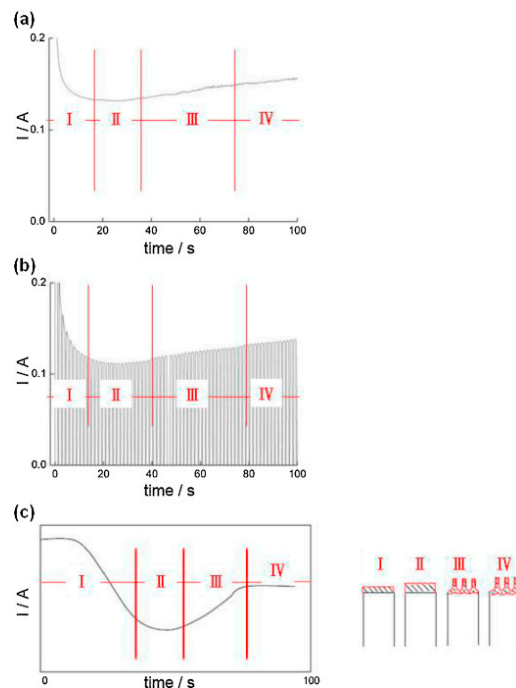 (a)
0.2
0.1
0.0
I / A
I II III IV
0 20 40 60 80 100
time / s
(b)
0.2
0.1
0.0
I / A
I II III IV
0 20 40 60 80 100
time / s
(c)
I / A
I II III IV
0 100
time / s
I II III IV